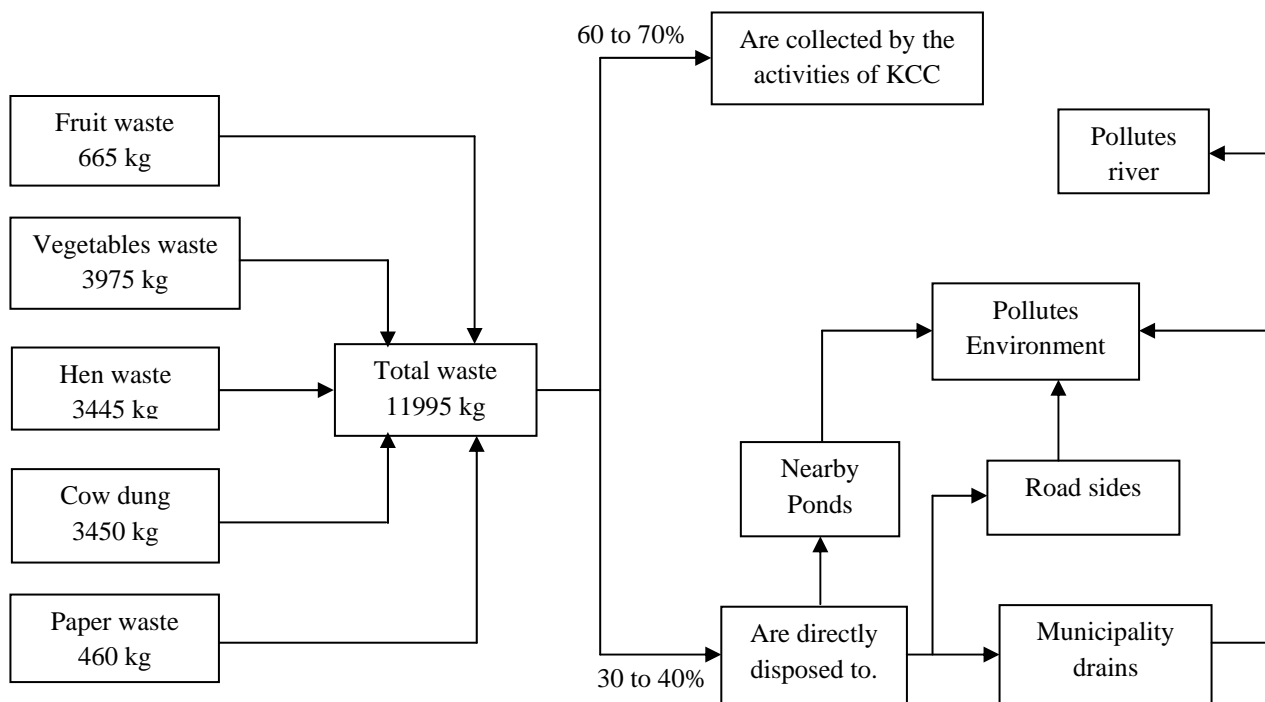 60 to 70%
Are collected by the
activities of KCC
Fruit waste
665 kg
Pollutes
river
Vegetables waste
3975 kg
Pollutes
Environment
Hen waste
3445 kg
Total waste
11995 kg
Nearby
Ponds
Road sides
Cow dung
3450 kg
Paper waste
460 kg
Are directly
disposed to.
Municipality
drains
30 to 40%